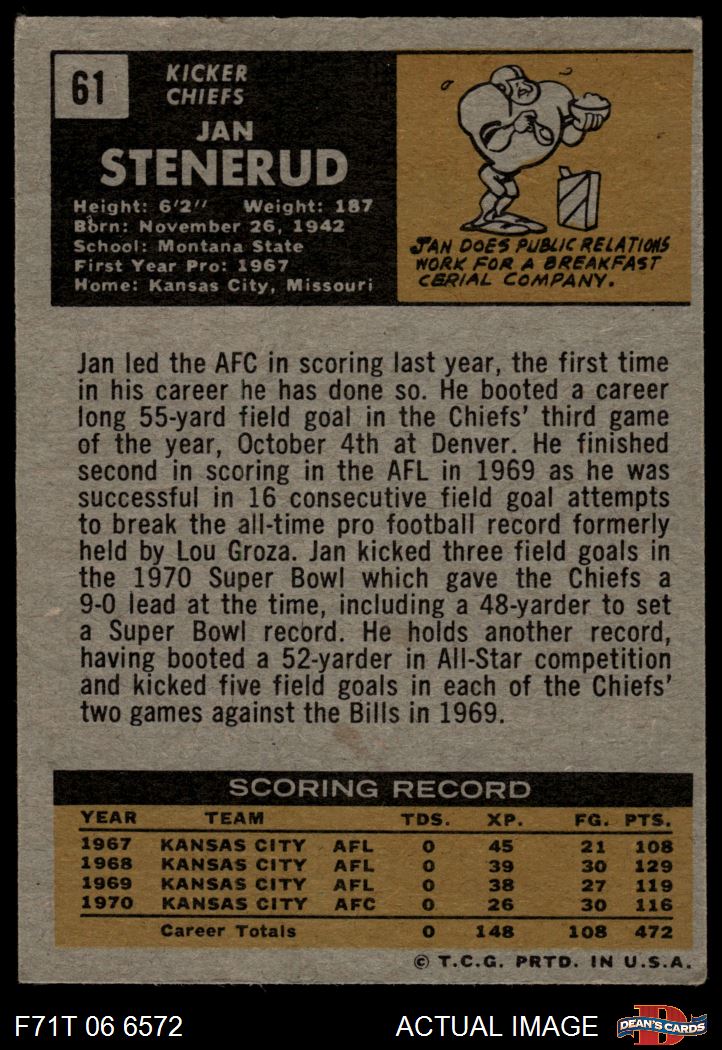 61
KICKER
CHIEFS
JAN
STENERUD
Height: 6'2" Weight: 187
Born: November 26, 1942
School: Montana State
First Year Pro: 1967
Home: Kansas City, Missouri
JAN DOES PUBLIC RELATIONS
WORK FOR A BREAKFAST
CERIAL COMPANY.
Jan led the AFC in scoring last year, the first time
in his career he has done so. He booted a career
long 55-yard field goal in the Chiefs' third game
of the year, October 4th at Denver. He finished
second in scoring in the AFL in 1969 as he was
successful in 16 consecutive field goal attempts
to break the all-time pro football record formerly
held by Lou Groza. Jan kicked three field goals in
the 1970 Super Bowl which gave the Chiefs a
9-0 lead at the time, including a 48-yarder to set
a Super Bowl record. He holds another record,
having booted a 52-yarder in All-Star competition
and kicked five field goals in each of the Chiefs'
two games against the Bills in 1969.
SCORING RECORD
YEAR TEAM TDS. XP. FG. PTS.
1967 KANSAS CITY AFL 0 45 21 108
1968 KANSAS CITY AFL 0 39 30 129
1969 KANSAS CITY AFL 0 38 27 119
1970 KANSAS CITY AFC 0 26 30 116
Career Totals 0 148 108 472
© T.C.G. PRTD. IN U.S.A.
F71T 06 6572 ACTUAL IMAGE
D
DEAN'S CARDS